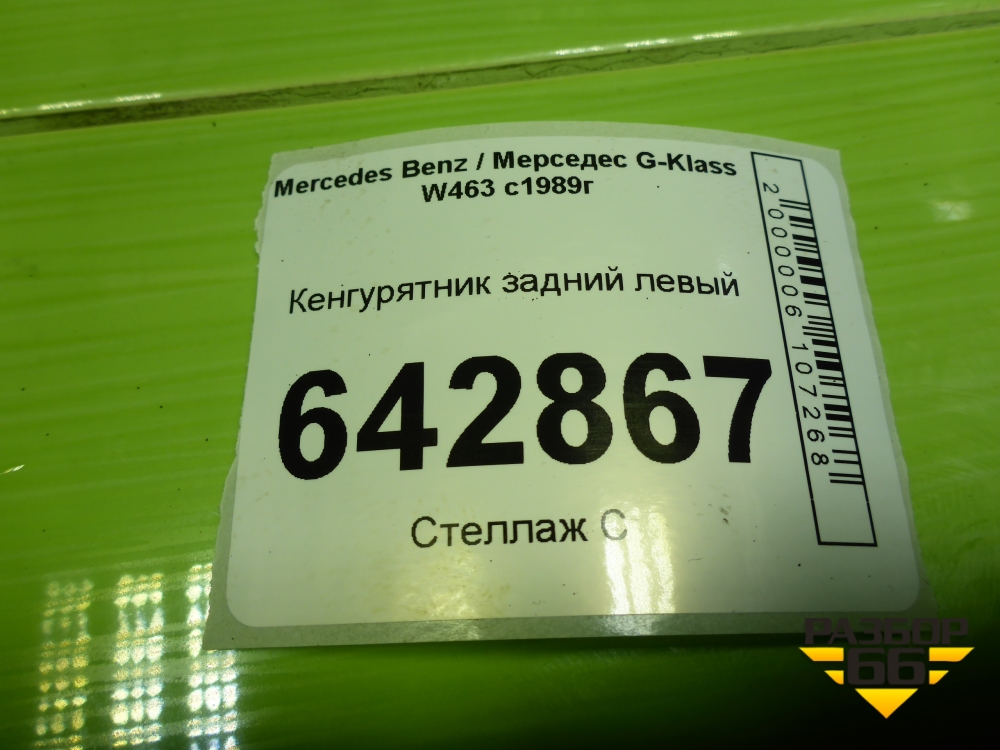 Mercedes Benz / Мерседес G-Klass
W463 с1989г
Кенгурятник задний левый
642867
Стеллаж С
2000006107268
РАЗБОР
66